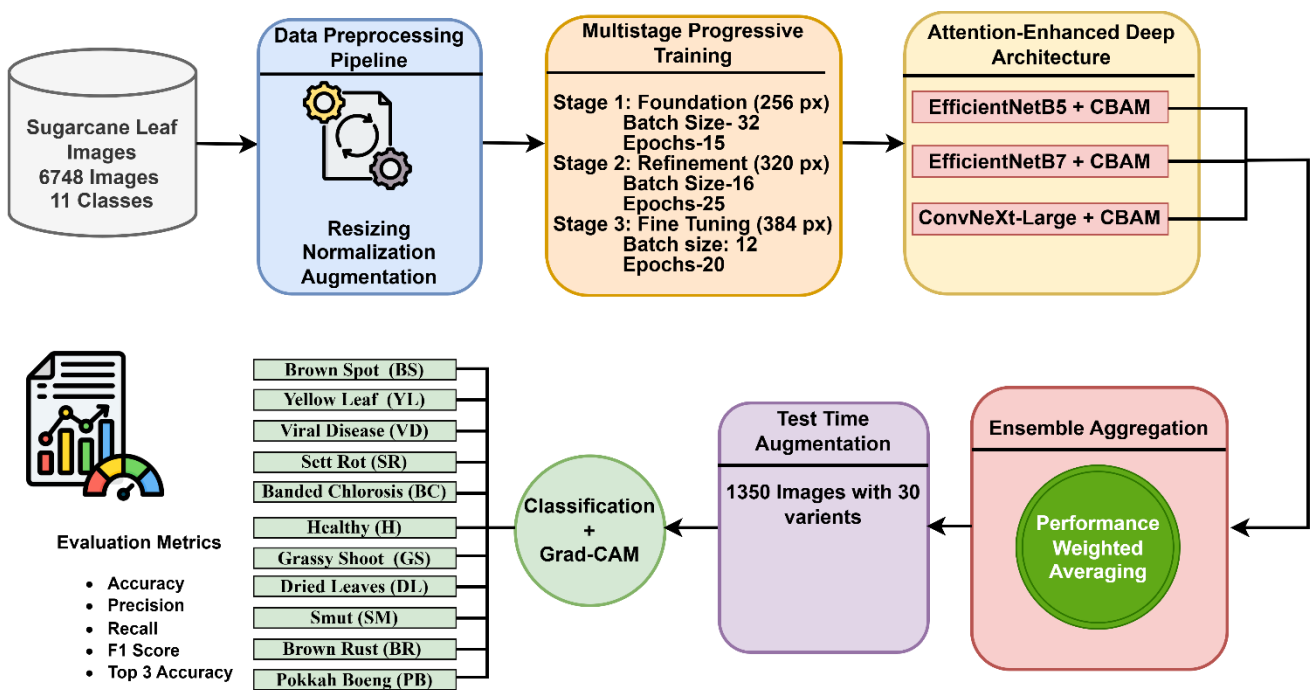 Sugarcane Leaf
Images
6748 Images
11 Classes
Data Preprocessing
Pipeline
Resizing
Normalization
Augmentation
Multistage Progressive
Training
Stage 1: Foundation (256 px)
Batch Size- 32
Epochs-15
Stage 2: Refinement (320 px)
Batch Size-16
Epochs-25
Stage 3: Fine Tuning (384 px)
Batch size: 12
Epochs-20
Attention-Enhanced Deep
Architecture
EfficientNetB5 + CBAM
EfficientNetB7 + CBAM
ConvNeXt-Large + CBAM
Ensemble Aggregation
Performance
Weighted
Averaging
Test Time
Augmentation
1350 Images with 30
varients
Classification
+
Grad-CAM
Brown Spot (BS)
Yellow Leaf (YL)
Viral Disease (VD)
Sett Rot (SR)
Banded Chlorosis (BC)
Healthy (H)
Grassy Shoot (GS)
Dried Leaves (DL)
Smut (SM)
Brown Rust (BR)
Pokkah Boeng (PB)
Evaluation Metrics
• Accuracy
• Precision
• Recall
• F1 Score
• Top 3 Accuracy